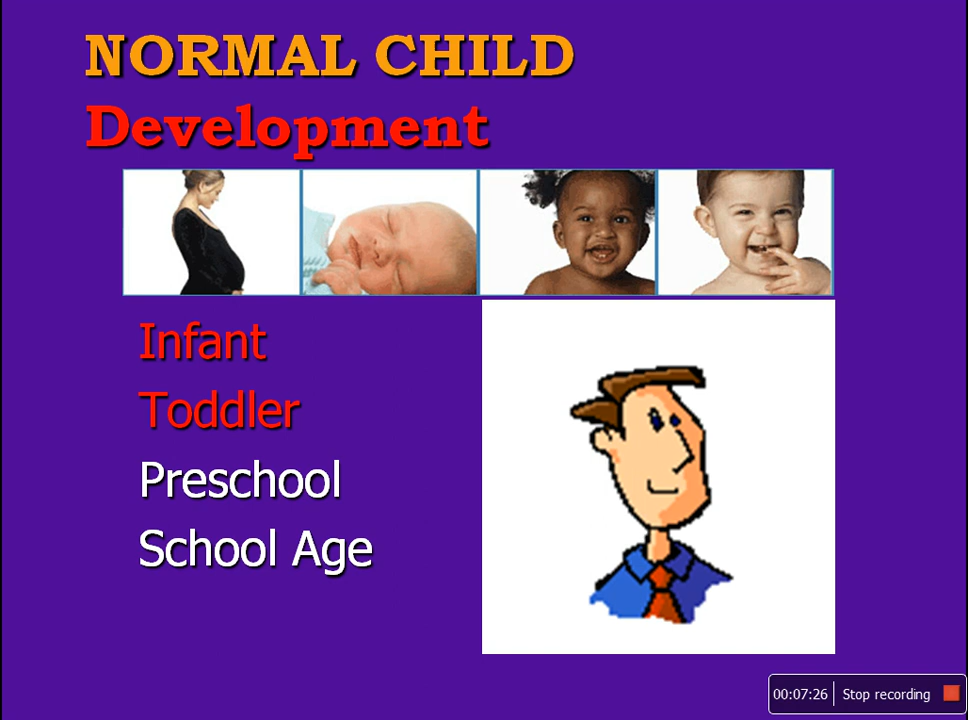 NORMAL CHILD
Development
Infant
Toddler
Preschool
School Age
00:07:26 Stop recording